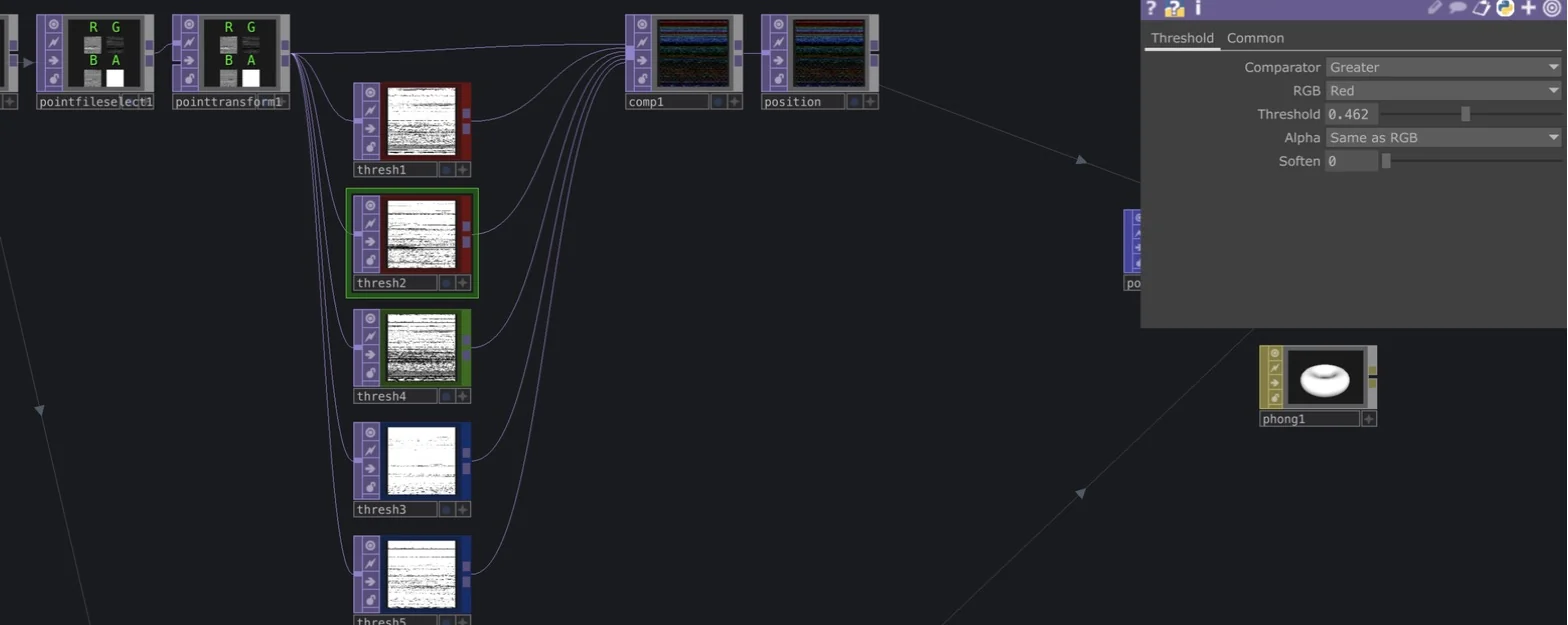 R G
B A
pointfileselect1
R G
B A
pointtransform1
thresh1
thresh2
thresh4
thresh3
thresh5
comp1
position
po
phong1
? ? i
Threshold Common
Comparator Greater
RGB Red
Threshold 0.462
Alpha Same as RGB
Soften 0